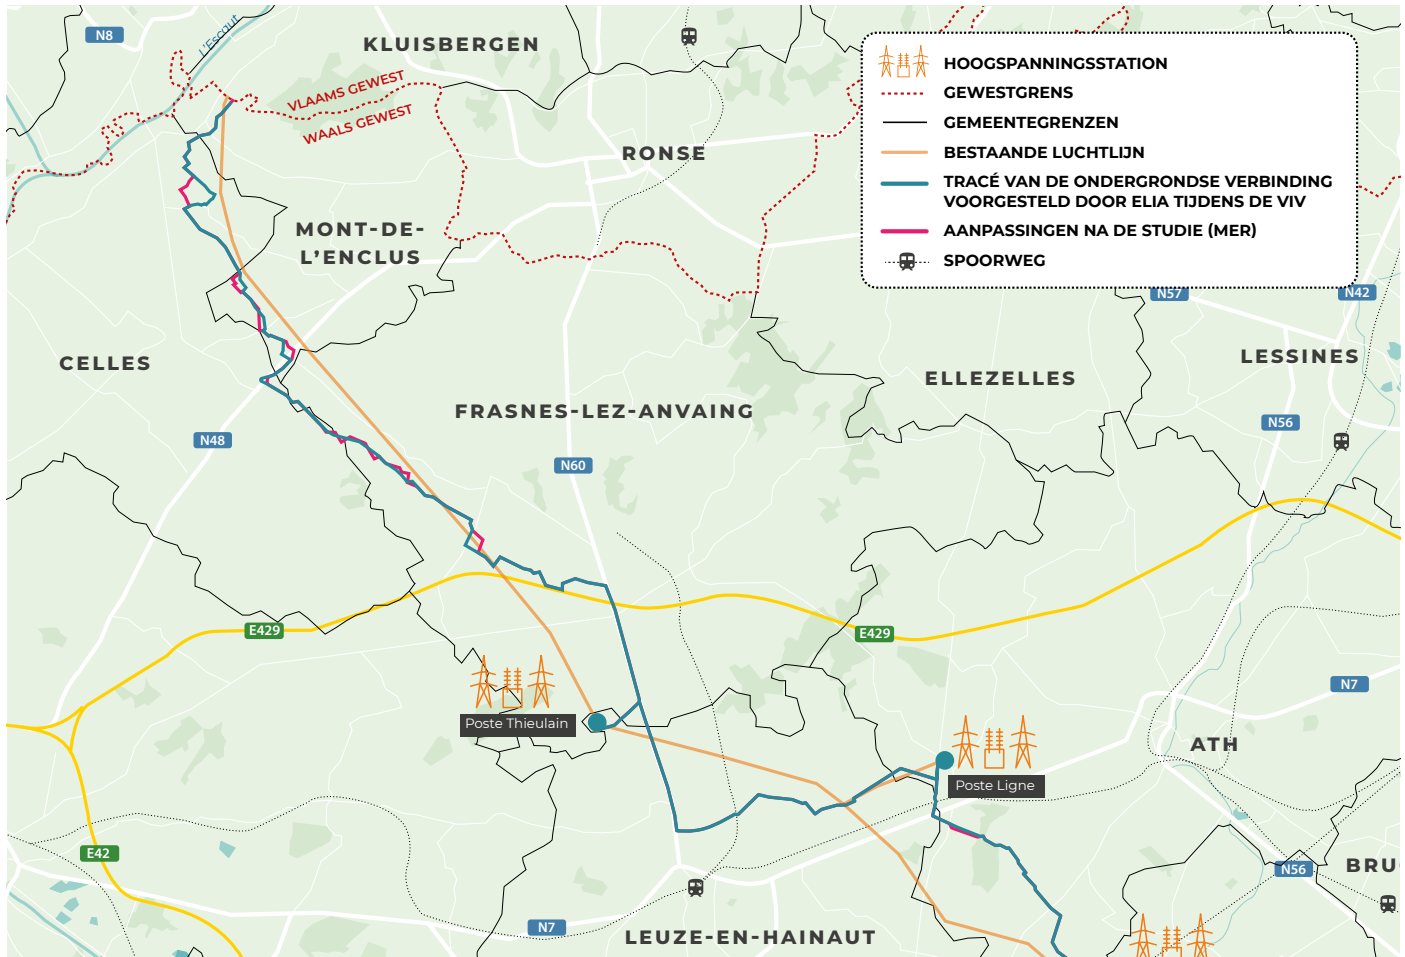 N8
L'Escaut
KLUISBERGEN
VLAAMS GEWEST
WAALS GEWEST
RONSE
HOOGSPANNINGSSTATION
GEWESTGRENS
GEMEENTEGRENZEN
BESTAANDE LUCHTLIJN
TRACÉ VAN DE ONDERGRONDSE VERBINDING
VOORGESTELD DOOR ELIA TIJDENS DE VIV
AANPASSINGEN NA DE STUDIE (MER)
SPOORWEG
MONT-DE-
L'ENCLUS
N57
N42
CELLES
LESSINES
ELLEZELLES
FRASNES-LEZ-ANVAING
N56
N48
N60
E429
E429
N7
Poste Thieulain
ATH
Poste Ligne
E42
N56
BRU
N7
LEUZE-EN-HAINAUT